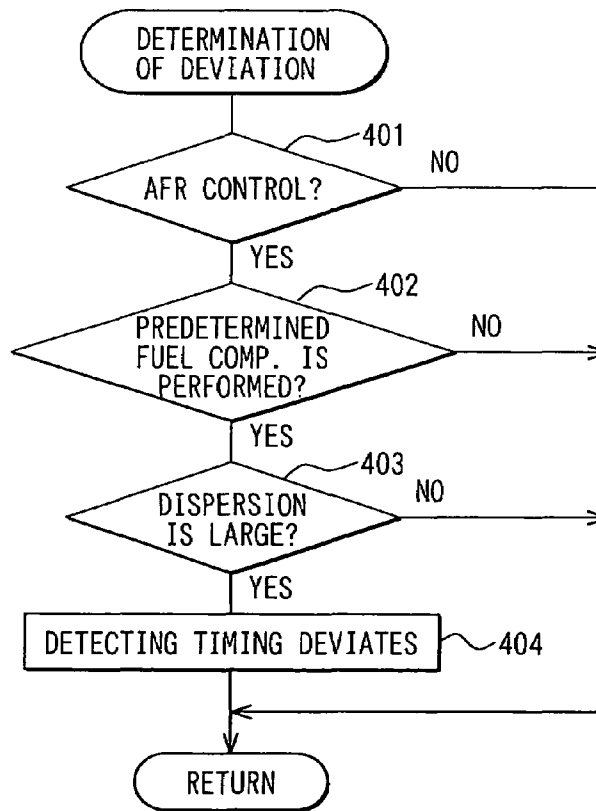 DETERMINATION
OF DEVIATION
401
AFR CONTROL?
NO
YES
402
PREDETERMINED
FUEL COMP. IS
PERFORMED?
NO
YES
403
DISPERSION
IS LARGE?
NO
YES
DETECTING TIMING DEVIATES
404
RETURN